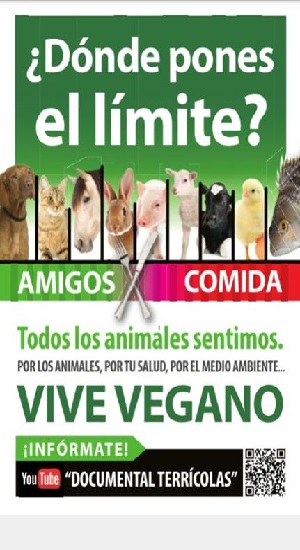 ¿Dónde pones
el límite?
AMIGOS COMIDA
Todos los animales sentimos.
POR LOS ANIMALES, POR TU SALUD, POR EL MEDIO AMBIENTE...
VIVE VEGANO
¡INFÓRMATE!
YouTube "DOCUMENTAL TERRÍCOLAS"